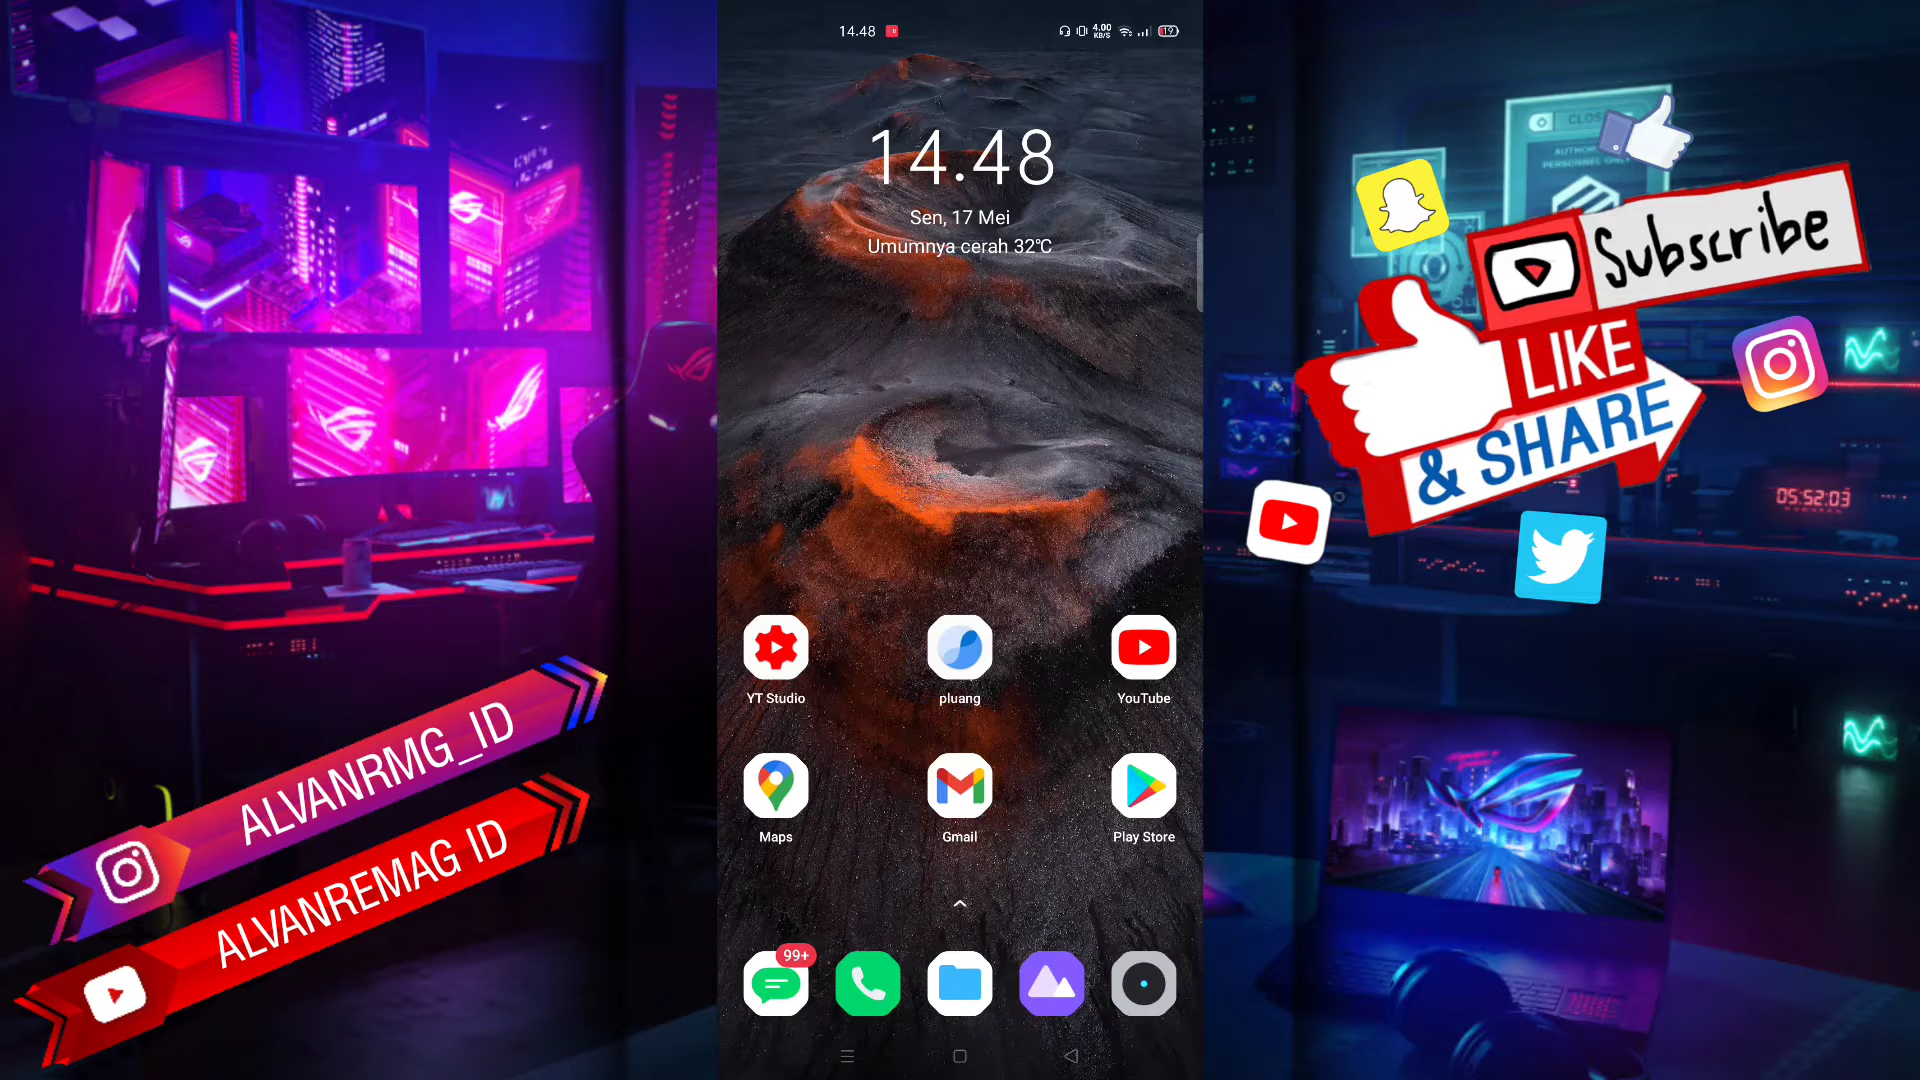 14.48
4.00
KB/S
19
14.48
Sen, 17 Mei
Umumnya cerah 32°C
YT Studio
pluang
YouTube
Maps
Gmail
Play Store
99+
ALVANRMG_ID
ALVANREMAG ID
Subscribe
LIKE
& SHARE
05:52:03